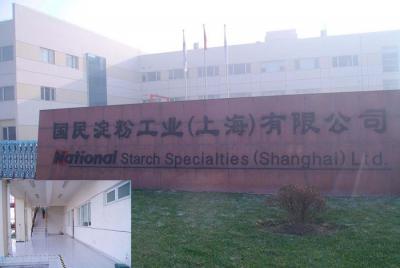 国民淀粉工业(上海)有限公司
National Starch Specialties (Shanghai) Ltd.